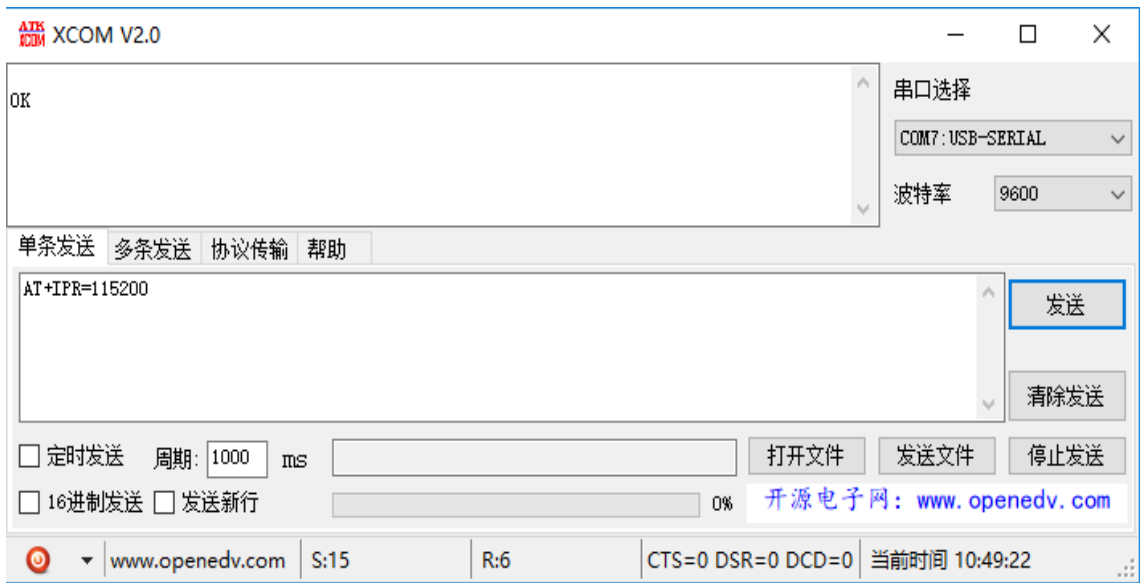 ATK XCOM XCOM V2.0
OK
串口选择
COM7:USB-SERIAL
波特率 9600
单条发送 多条发送 协议传输 帮助
AT+IPR=115200
发送
清除发送
定时发送 周期: 1000 ms 打开文件 发送文件 停止发送
16进制发送 发送新行 0% 开源电子网: www.openedv.com
www.openedv.com S:15 R:6 CTS=0 DSR=0 DCD=0 当前时间 10:49:22